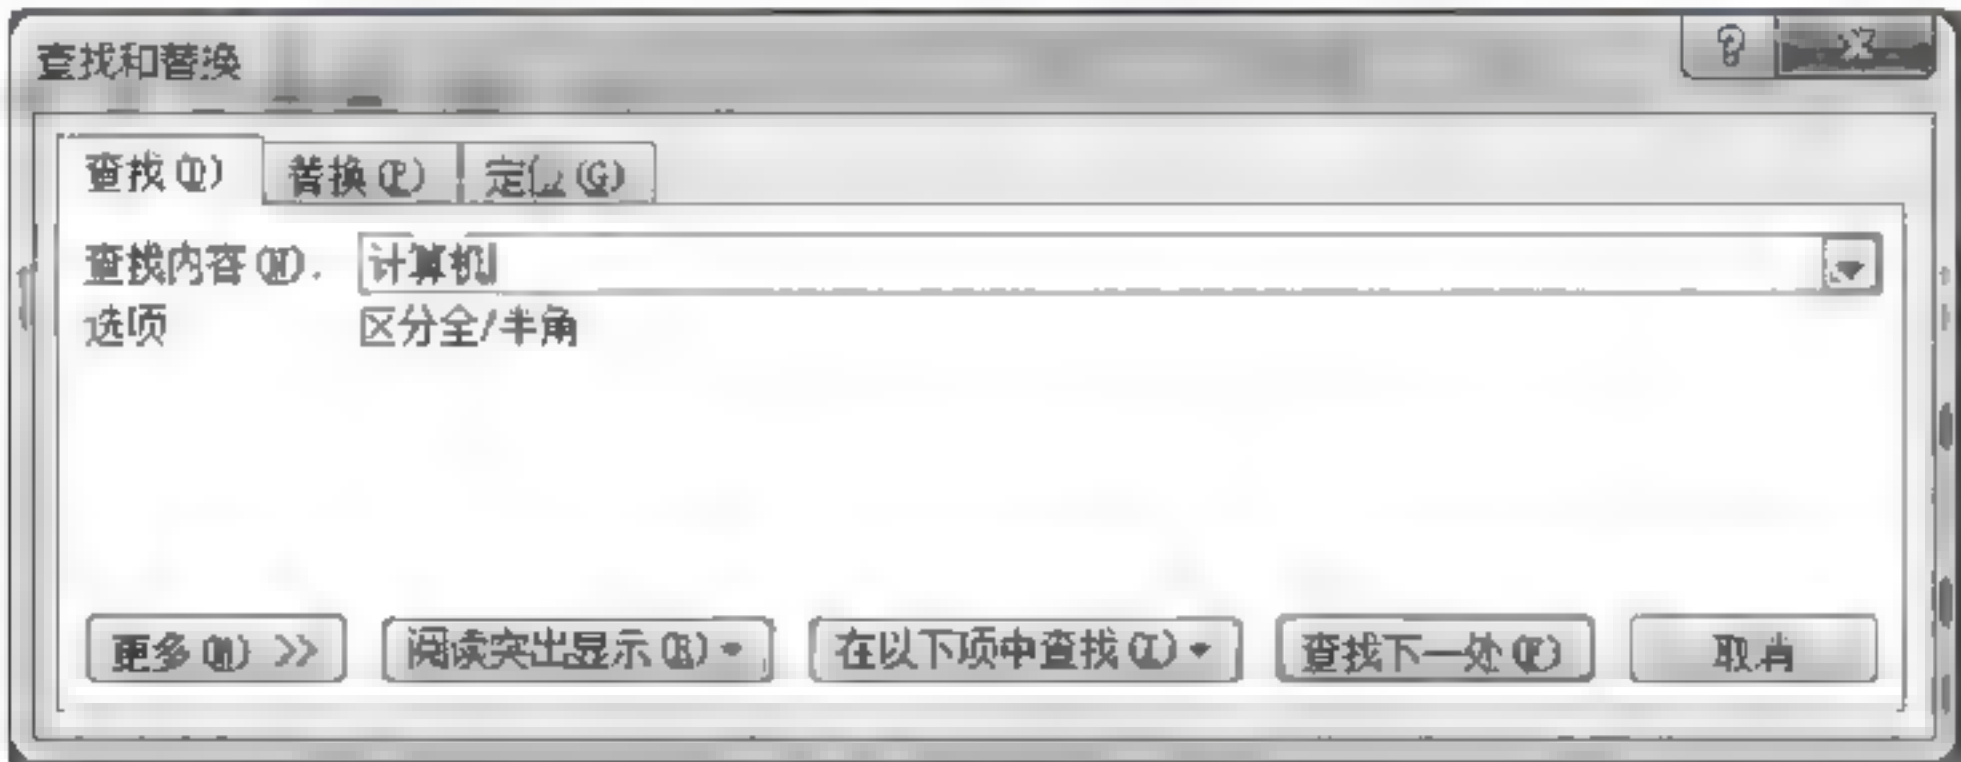 查找和替换
查找(D) 替换(P) 定位(G)
查找内容(N): 计算机
选项 区分全/半角
更多(M) >> 阅读突出显示(R) 在以下项中查找(I) 查找下一处(F) 取消